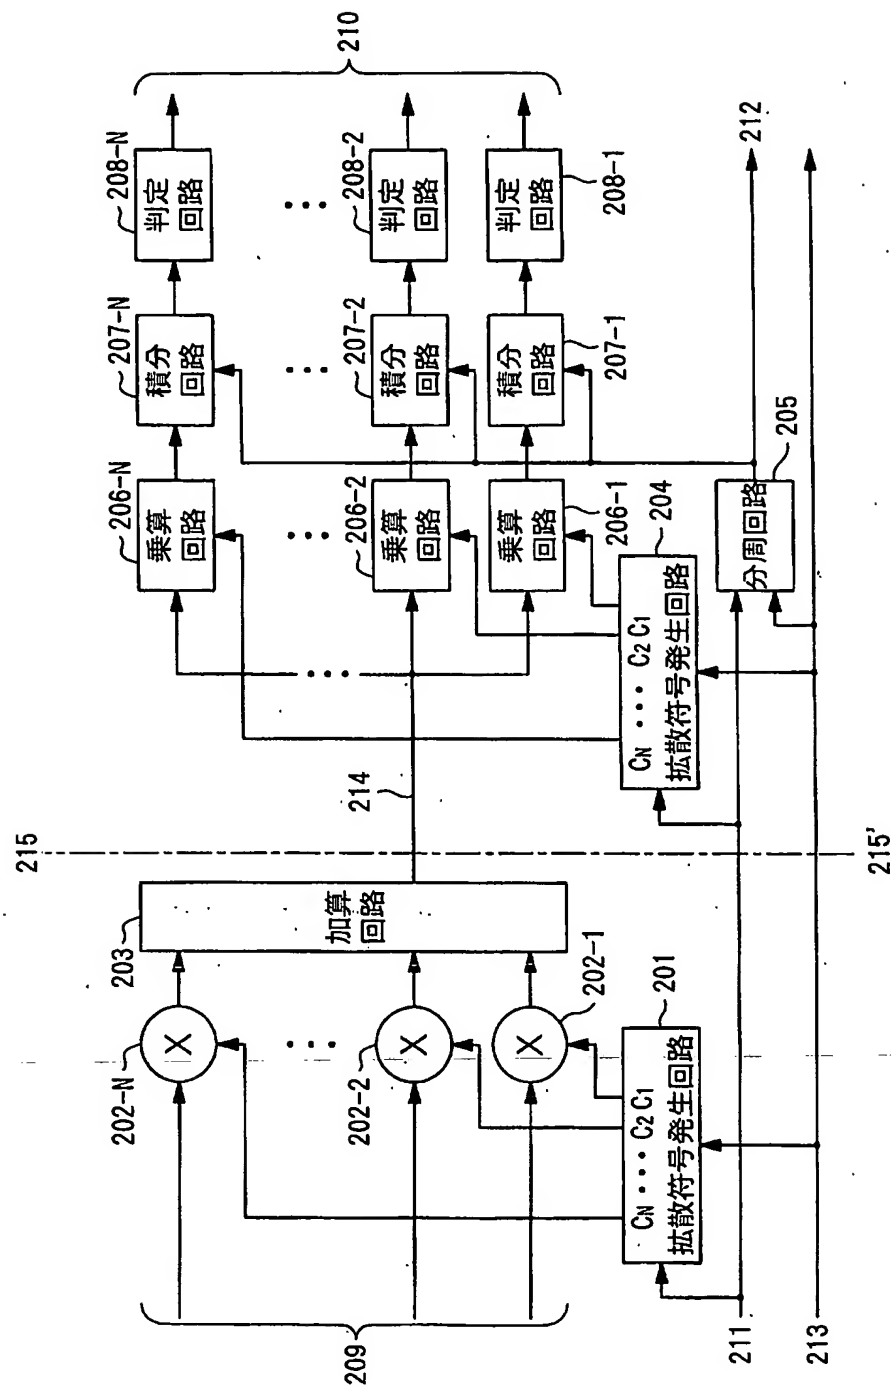 215
203
加算
回路
202-N
202-2
202-1
X
X
X
201
CN ・・・・ C2 C1
拡散符号発生回路
209
211
213
215'
214
206-N
乗算
回路
207-N
積分
回路
208-N
判定
回路
206-2
乗算
回路
207-2
積分
回路
208-2
判定
回路
206-1
乗算
回路
207-1
積分
回路
208-1
判定
回路
204
CN ・・・ C2 C1
拡散符号発生回路
205
分周回路
210
212